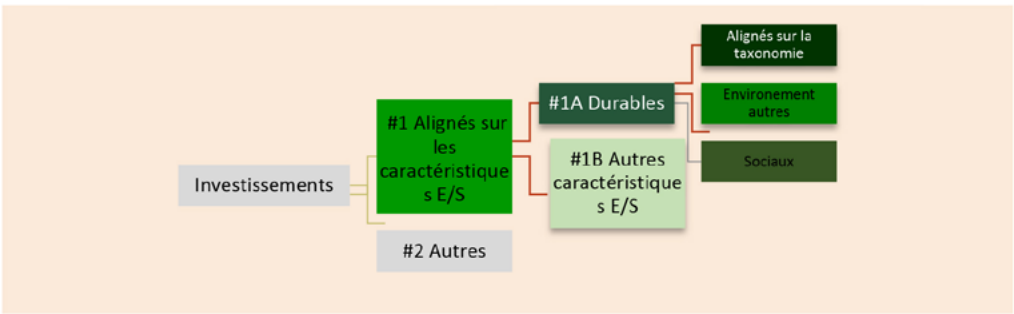 Investissements
#1 Alignés sur
les
caractéristique
s E/S
#2 Autres
#1A Durables
#1B Autres
caractéristique
s E/S
Alignés sur la
taxonomie
Environement
autres
Sociaux